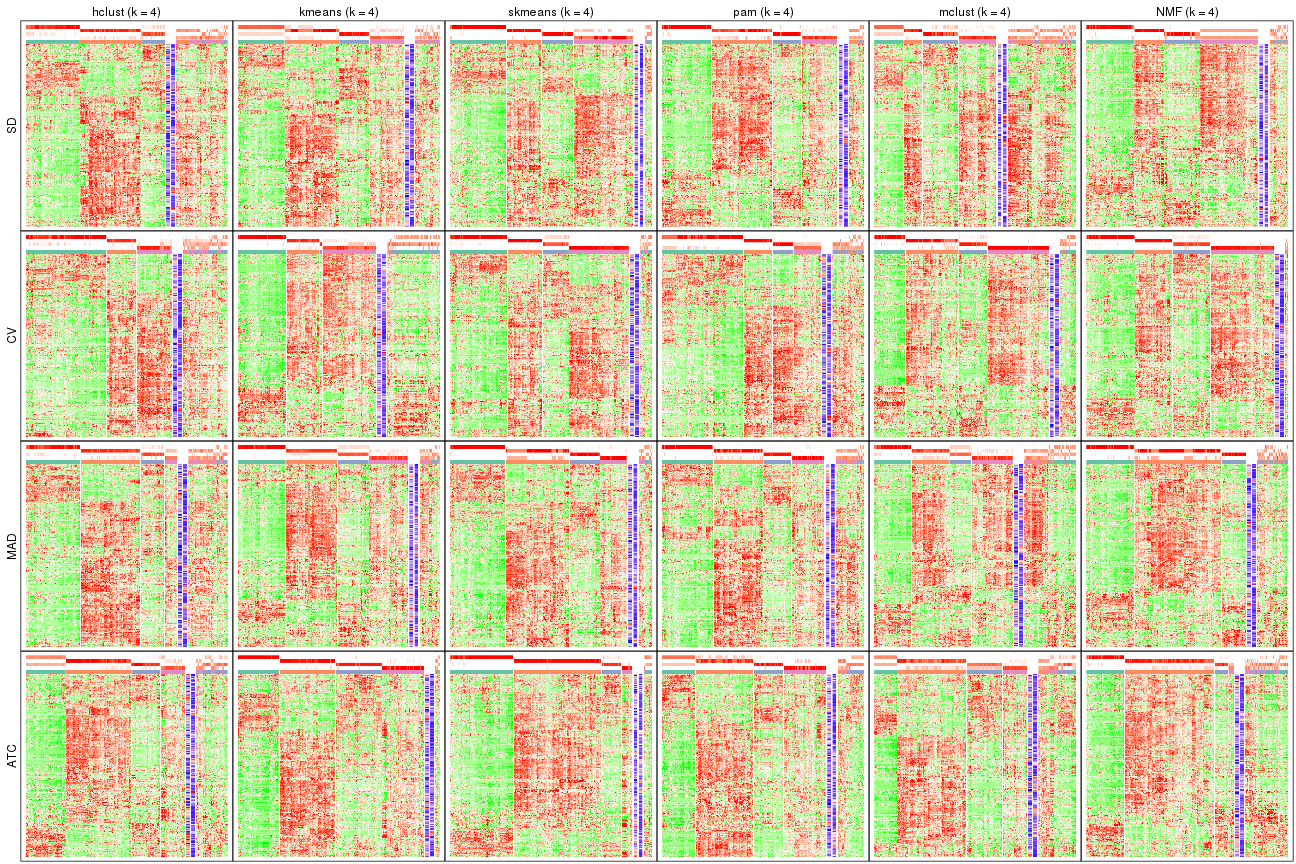 hclust (k = 4) kmeans (k = 4) skmeans (k = 4) pam (k = 4) mclust (k = 4) NMF (k = 4)
SD
CV
MAD
ATC